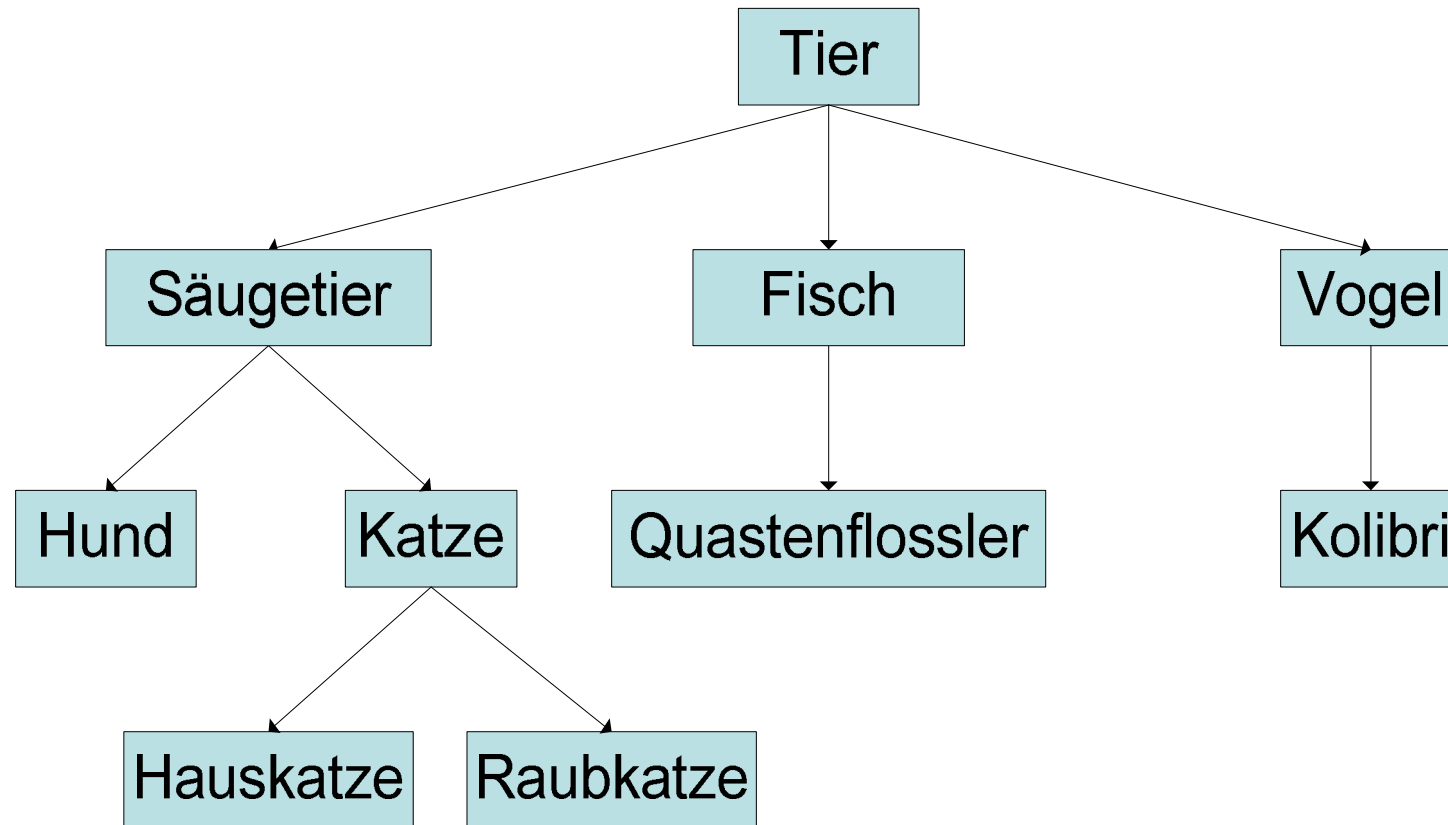 Tier
Säugetier
Fisch
Vogel
Hund
Katze
Quastenflossler
Kolibri
Hauskatze
Raubkatze